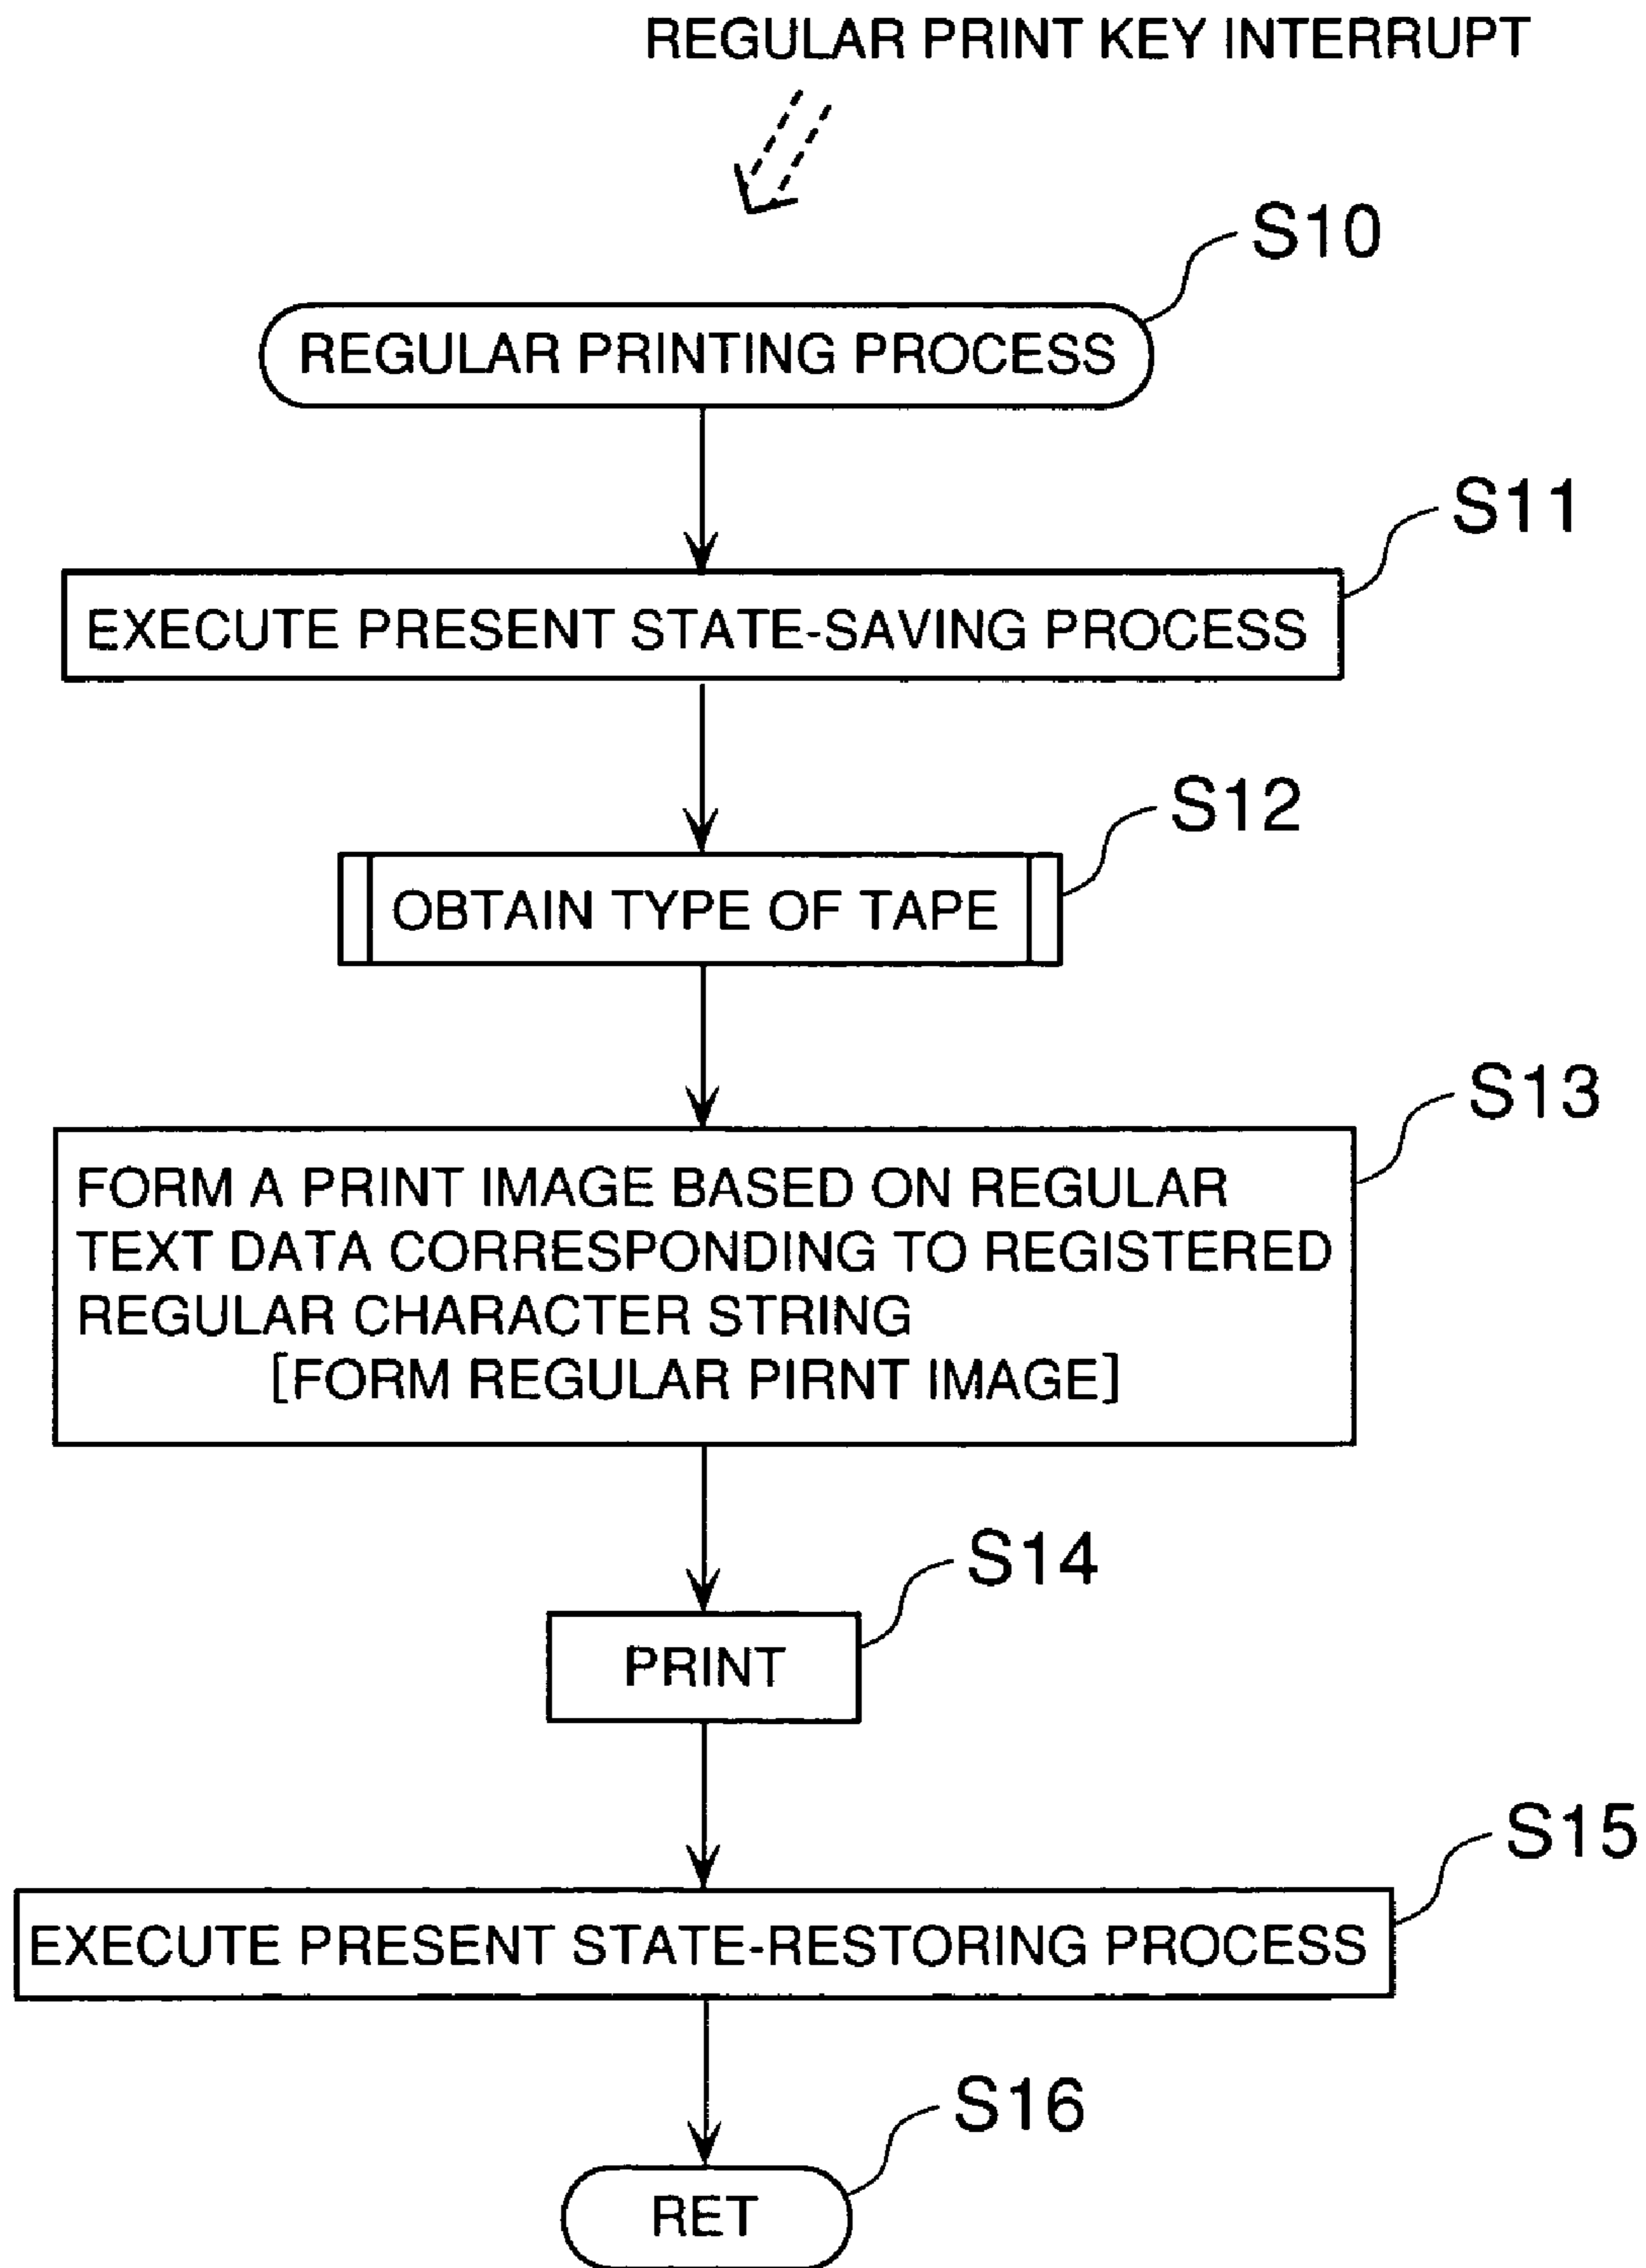 REGULAR PRINT KEY INTERRUPT
S10
REGULAR PRINTING PROCESS
S11
EXECUTE PRESENT STATE-SAVING PROCESS
S12
OBTAIN TYPE OF TAPE
S13
FORM A PRINT IMAGE BASED ON REGULAR
TEXT DATA CORRESPONDING TO REGISTERED
REGULAR CHARACTER STRING
[FORM REGULAR PIRNT IMAGE]
S14
PRINT
S15
EXECUTE PRESENT STATE-RESTORING PROCESS
S16
RET